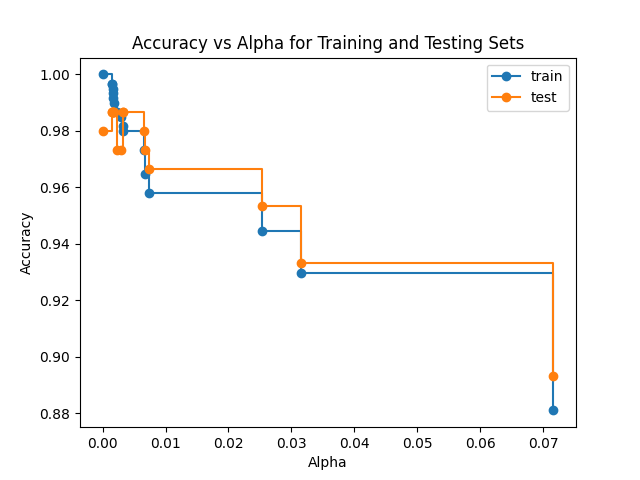 Accuracy vs Alpha for Training and Testing Sets
train
test
1.00
0.98
0.96
0.94
0.92
0.90
0.88
Accuracy
0.00 0.01 0.02 0.03 0.04 0.05 0.06 0.07
Alpha